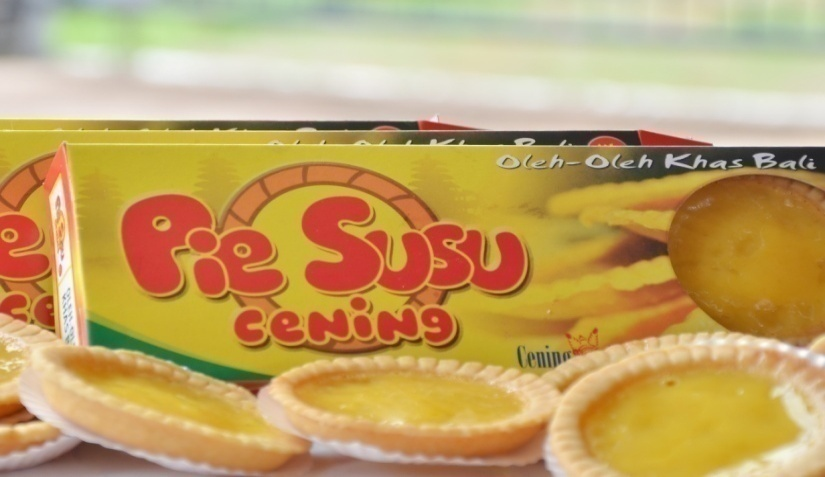 Oleh-Oleh Khas Bali
Pie Susu
cening
Cening